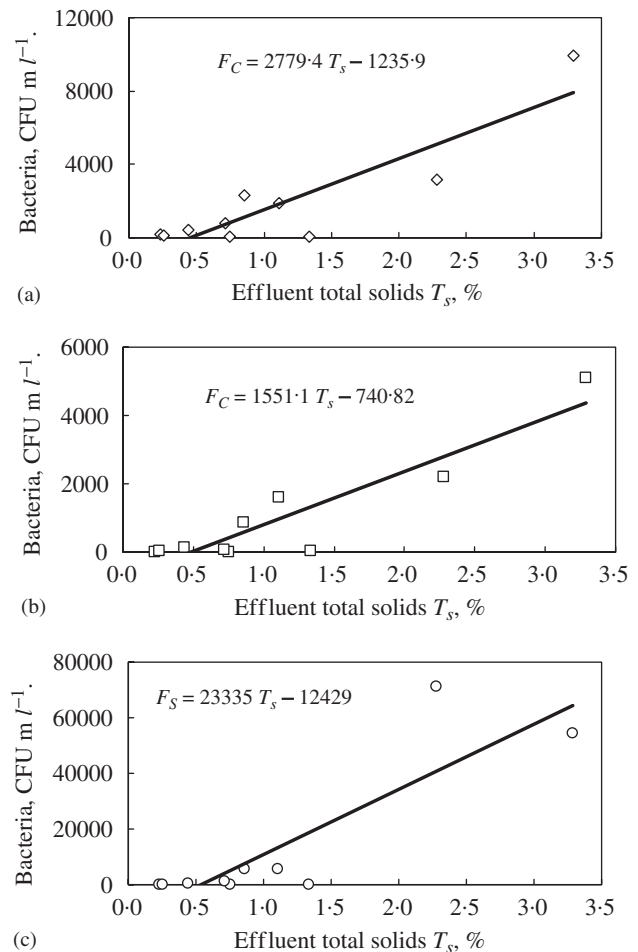 12000
F_C = 2779·4 T_s – 1235·9
8000
4000
0
Bacteria, CFU m l⁻¹.
0·0 0·5 1·0 1·5 2·0 2·5 3·0 3·5
(a) Effluent total solids T_s, %
6000
F_C = 1551·1 T_s – 740·82
4000
2000
0
Bacteria, CFU m l⁻¹.
0·0 0·5 1·0 1·5 2·0 2·5 3·0 3·5
Effluent total solids T_s, %
(b)
80000
F_S = 23335 T_s – 12429
60000
40000
20000
0
Bacteria, CFU m l⁻¹.
0·0 0·5 1·0 1·5 2·0 2·5 3·0 3·5
(c) Effluent total solids T_s, %